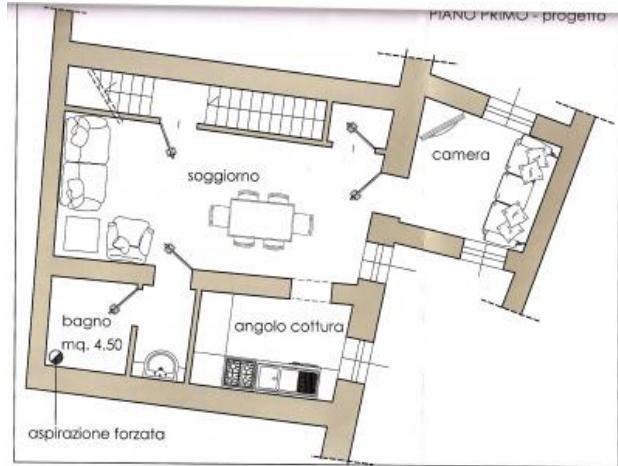 PIANO PRIMO - progetto
camera
soggiorno
bagno
mq. 4.50
angolo cottura
aspirazione forzata